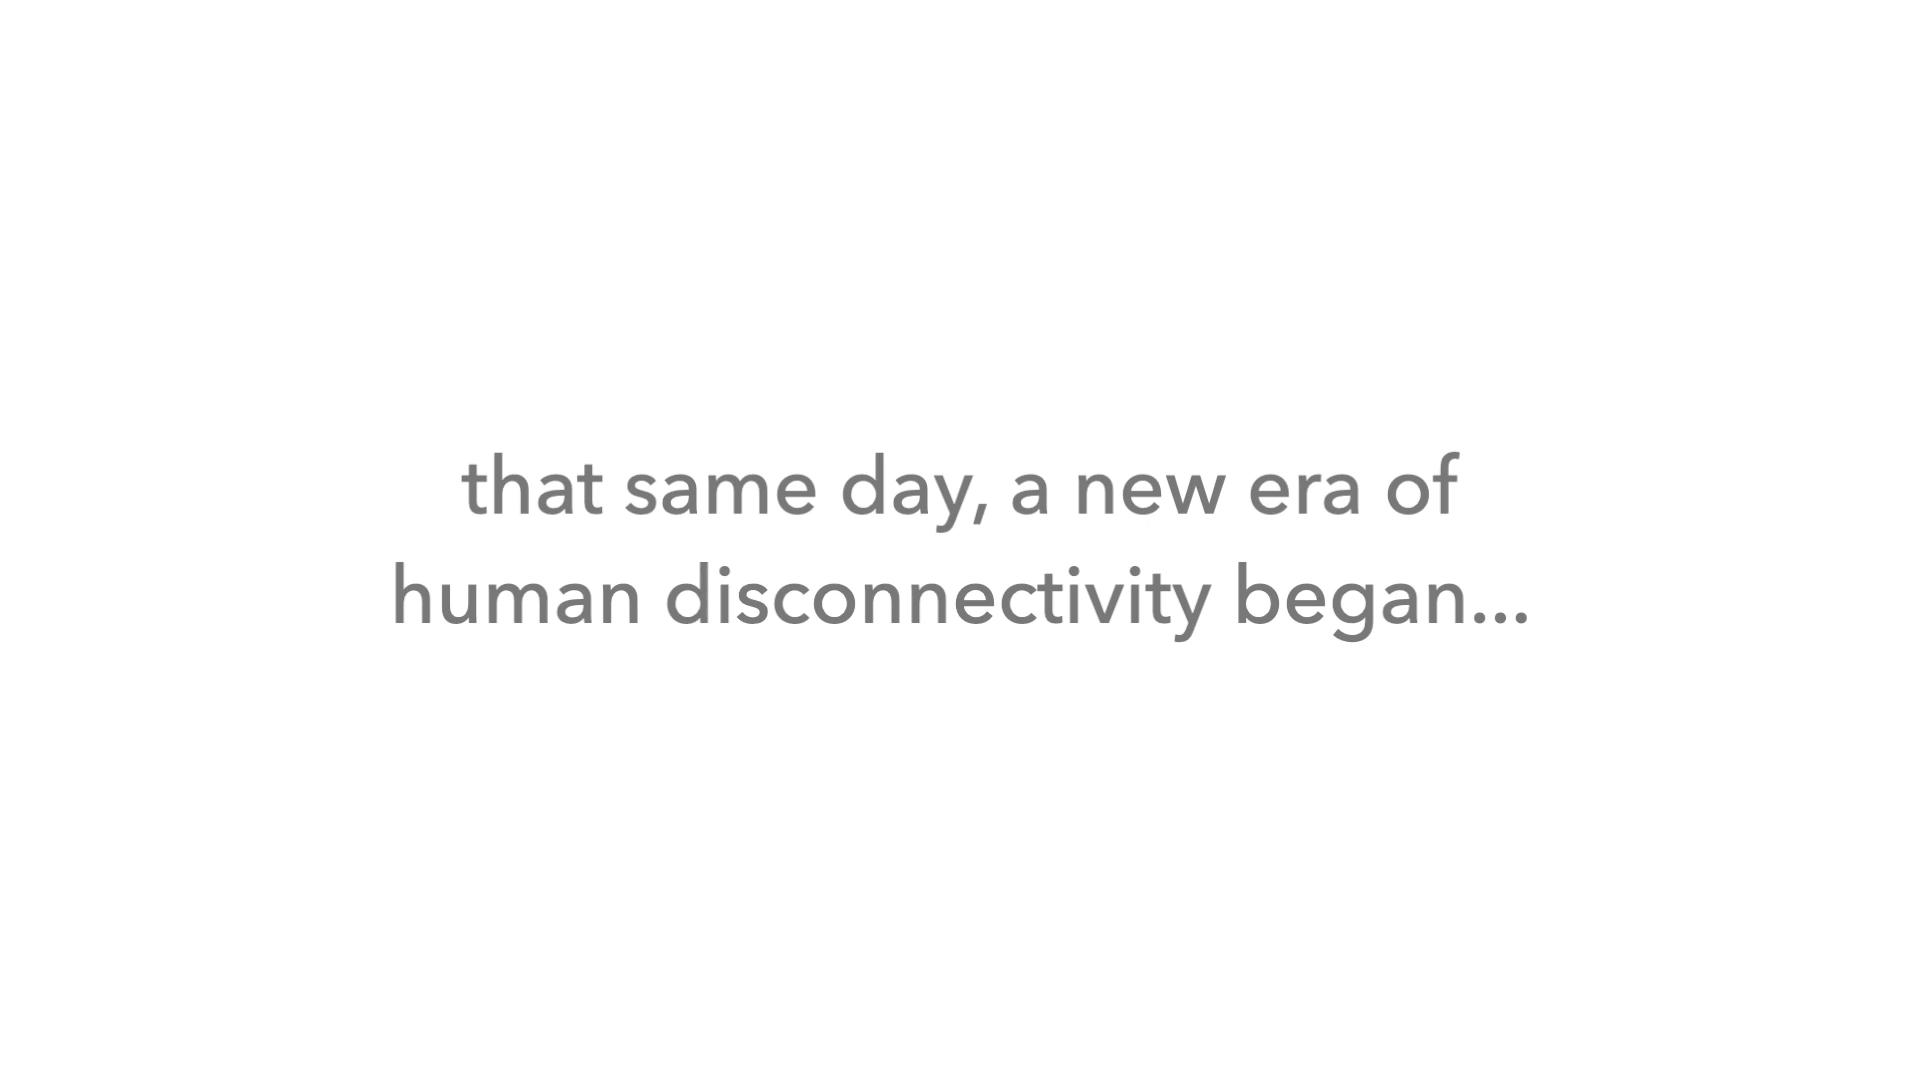 that same day, a new era of
human disconnectivity began...